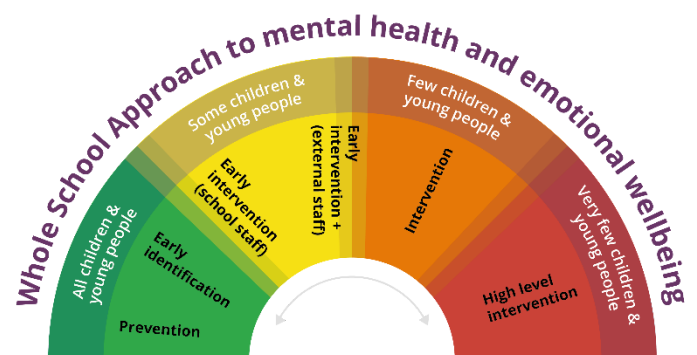 Whole School Approach to mental health and emotional wellbeing
All children &
young people
Some children &
young people
Few children &
young people
Very few children &
young people
Prevention
Early
identification
Early
intervention
(school staff)
Early
intervention +
(external staff)
Intervention
High level
intervention